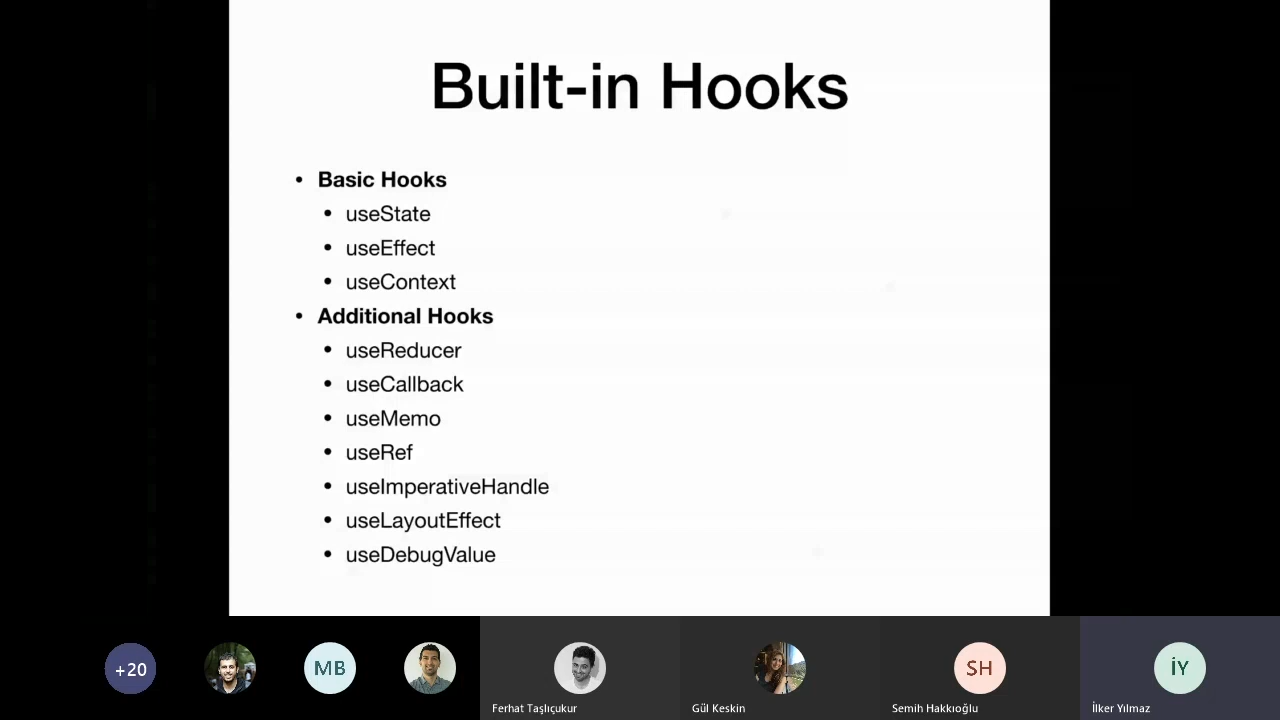 Built-in Hooks
• Basic Hooks
• useState
• useEffect
• useContext
• Additional Hooks
• useReducer
• useCallback
• useMemo
• useRef
• useImperativeHandle
• useLayoutEffect
• useDebugValue
+20
MB
SH
İY
Ferhat Taşlıçukur
Gül Keskin
Semih Hakkıoğlu
İlker Yılmaz